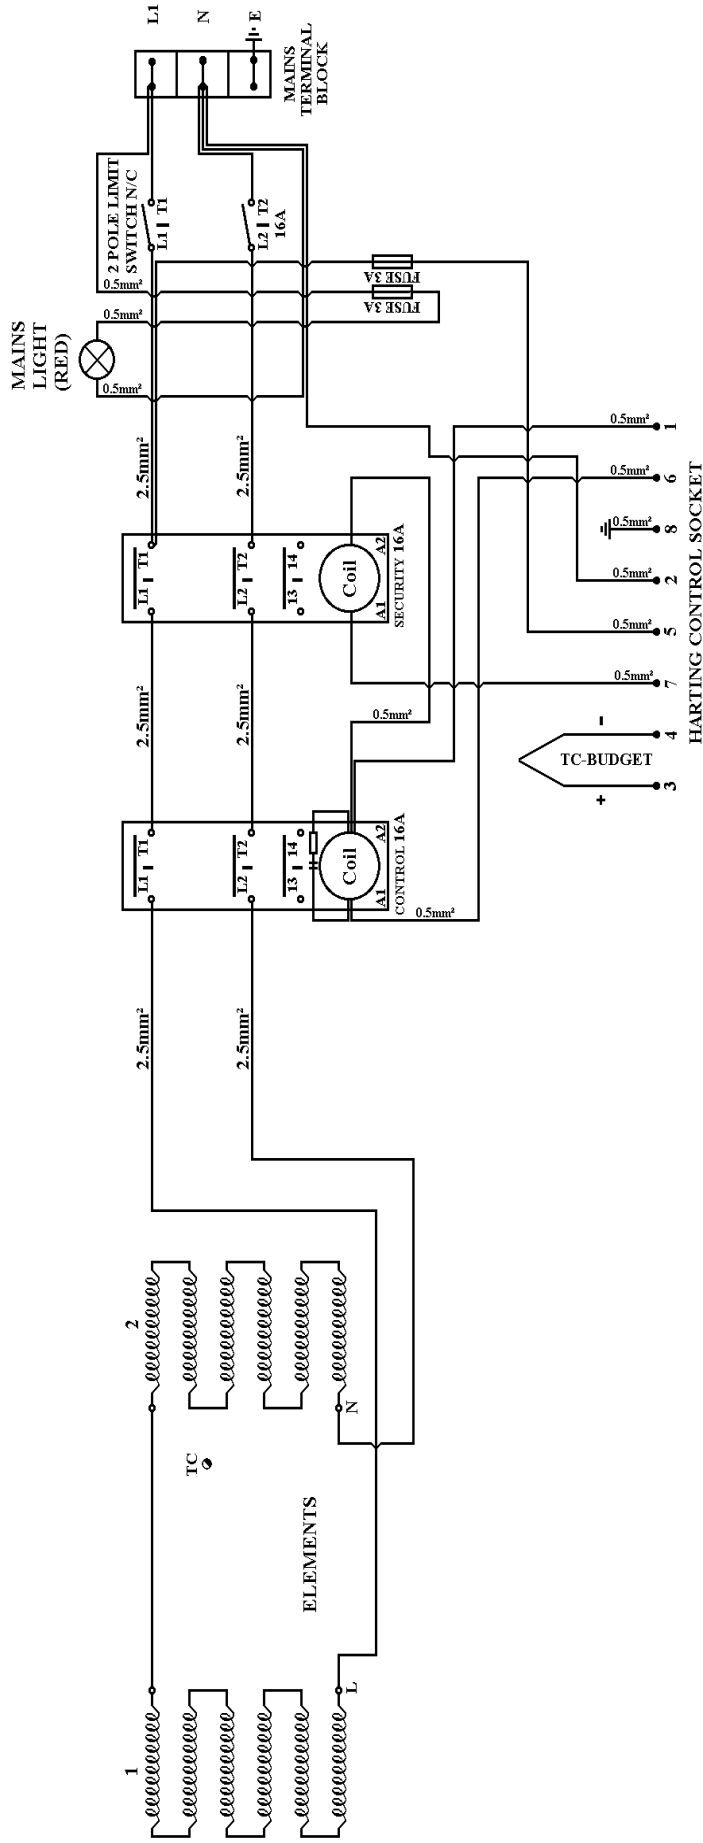 L1
N
E
MAINS
TERMINAL
BLOCK
2 POLE LIMIT
SWITCH N/C
L1 T1
L2 T2
16A
FUSE 3A
FUSE 3A
0.5mm²
0.5mm²
0.5mm²
MAINS
LIGHT
(RED)
2.5mm²
2.5mm²
L1 T1
L2 T2
13 14
Coil
A1 A2
SECURITY 16A
2.5mm²
2.5mm²
0.5mm²
L1 T1
L2 T2
13 14
Coil
A1 A2
CONTROL 16A
0.5mm²
2.5mm²
2.5mm²
0.5mm² 1
0.5mm² 6
0.5mm² 8
0.5mm² 2
0.5mm² 5
0.5mm² 7
- 4
TC-BUDGET
+ 3
HARTING CONTROL SOCKET
2
N
TC
ELEMENTS
1
L